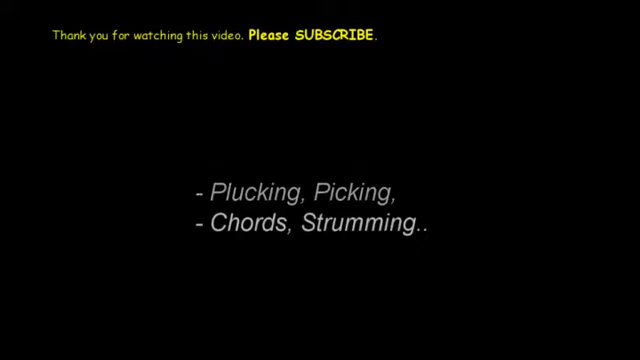 Thank you for watching this video. Please SUBSCRIBE.
- Plucking, Picking,
- Chords, Strumming..